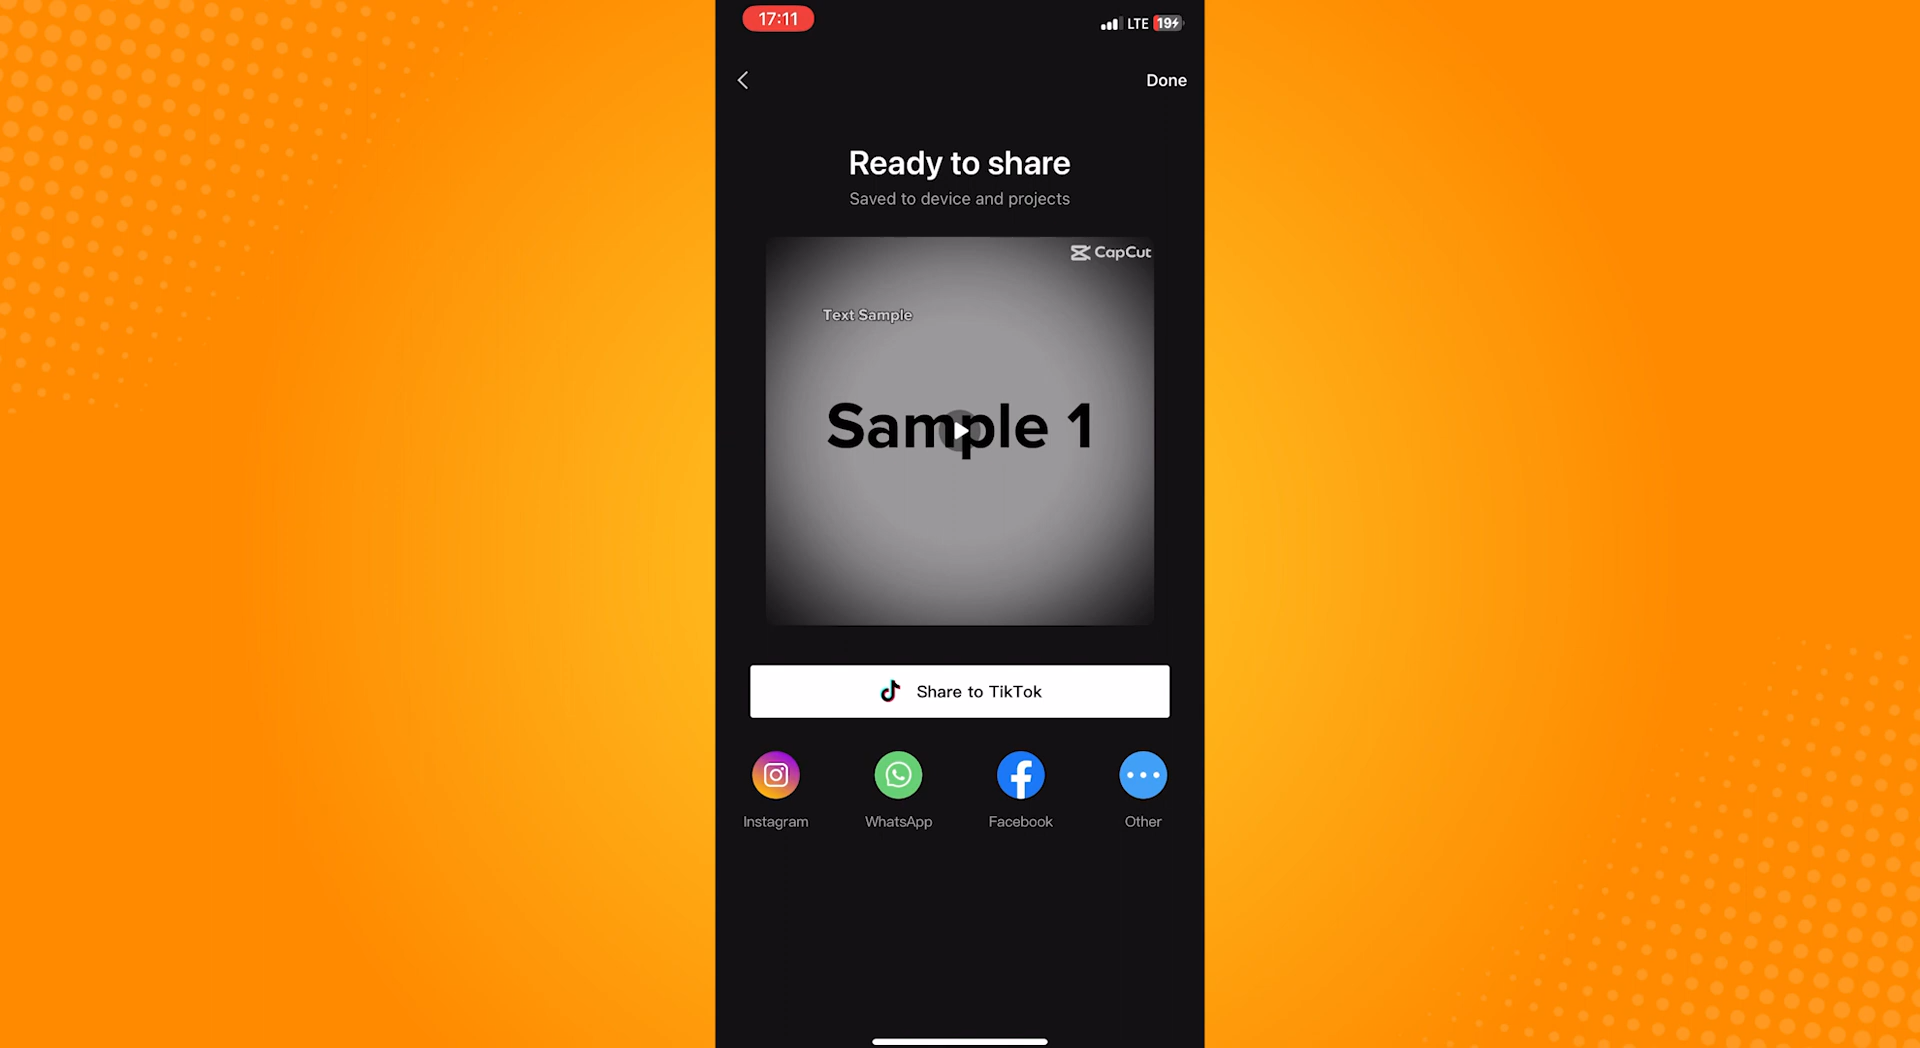 17:11
LTE 19
Done
Ready to share
Saved to device and projects
CapCut
Text Sample
Sample 1
Share to TikTok
Instagram
WhatsApp
Facebook
Other